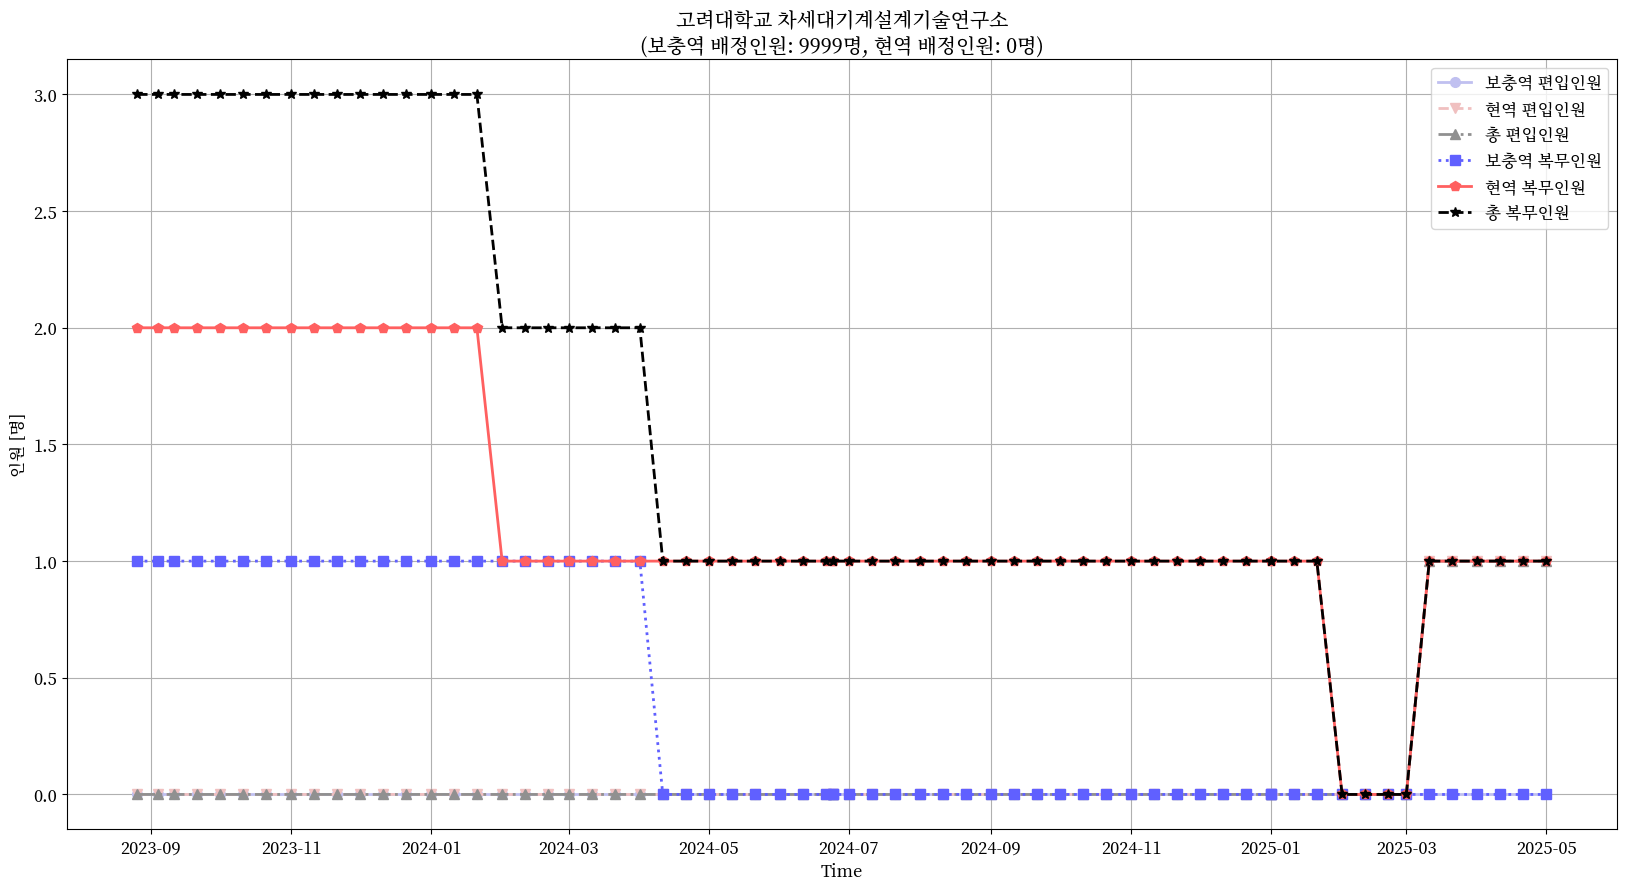 고려대학교 차세대기계설계기술연구소
(보충역 배정인원: 9999명, 현역 배정인원: 0명)
보충역 편입인원
현역 편입인원
총 편입인원
보충역 복무인원
현역 복무인원
총 복무인원
인원 [명]
3.0
2.5
2.0
1.5
1.0
0.5
0.0
2023-09
2023-11
2024-01
2024-03
2024-05
2024-07
2024-09
2024-11
2025-01
2025-03
2025-05
Time